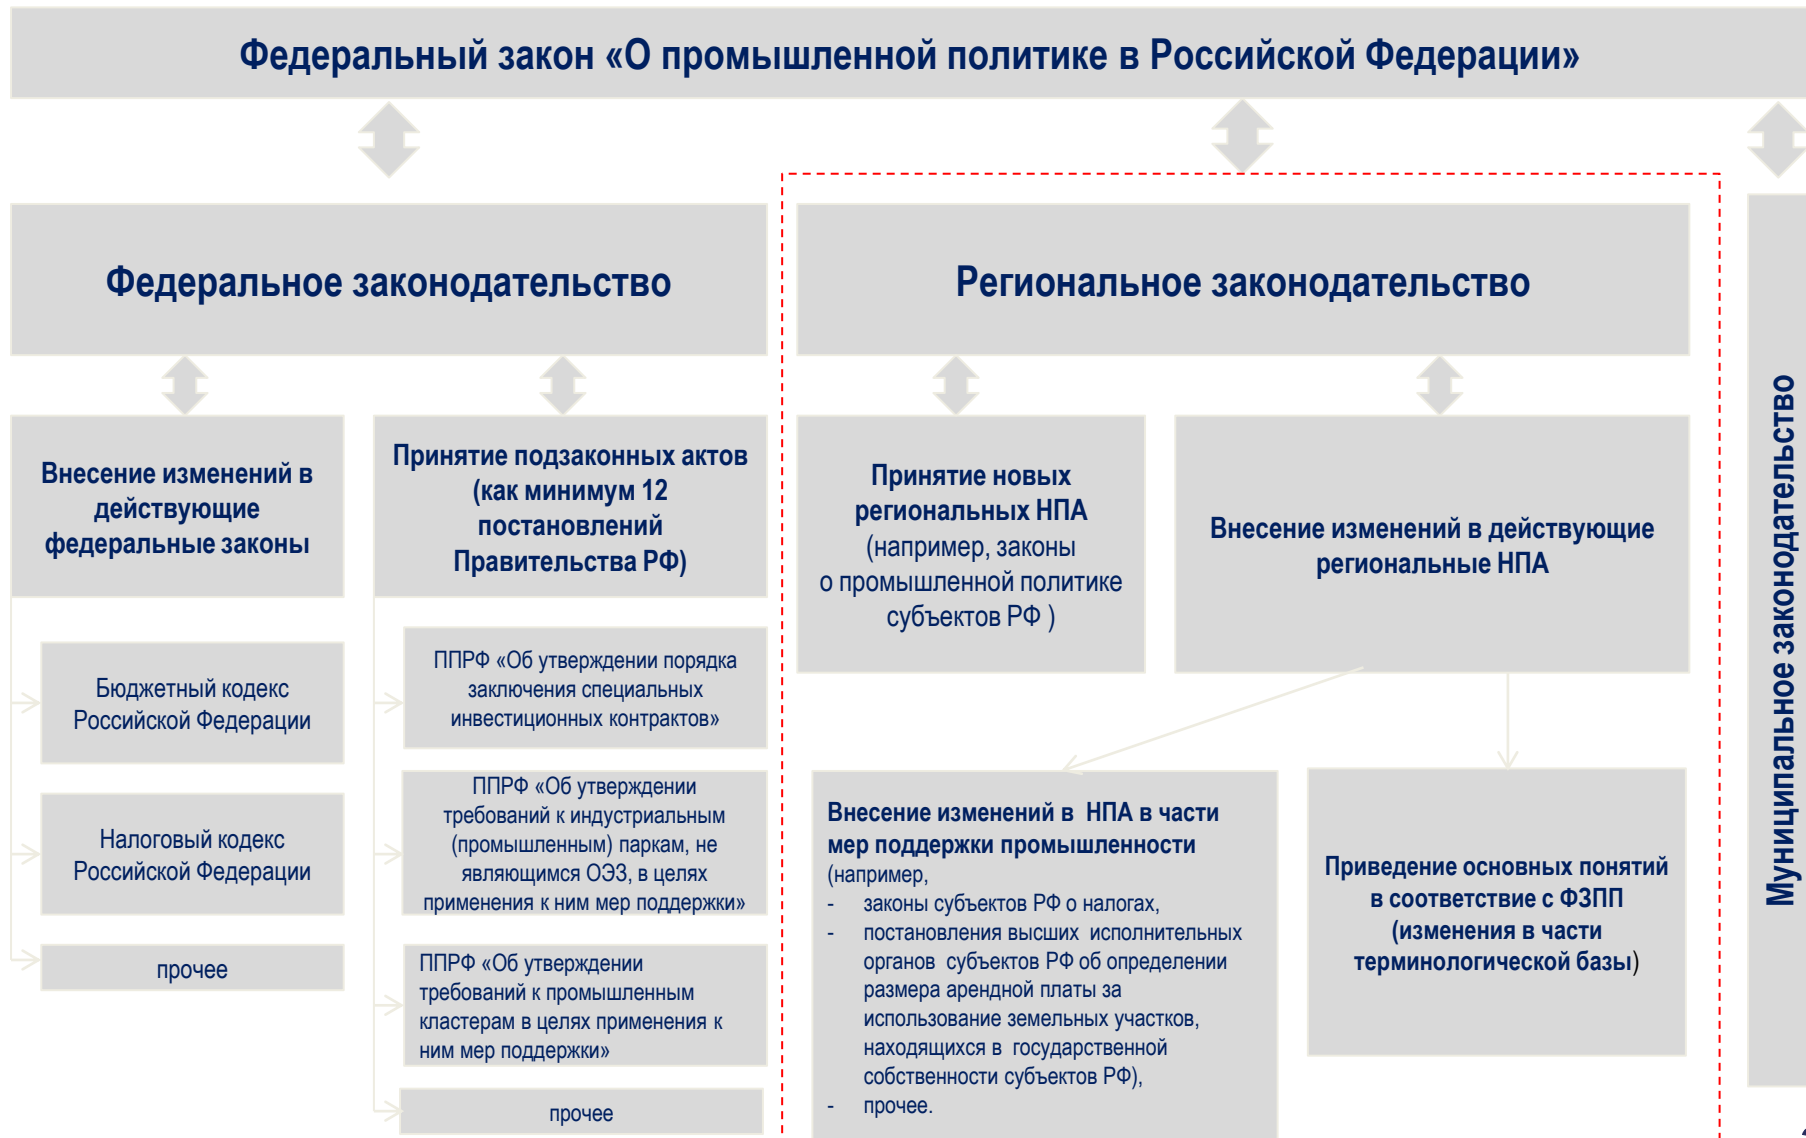 Федеральный закон «О промышленной политике в Российской Федерации»
Федеральное законодательство
Внесение изменений в
действующие
федеральные законы
Бюджетный кодекс
Российской Федерации
Налоговый кодекс
Российской Федерации
прочее
Принятие подзаконных актов
(как минимум 12
постановлений
Правительства РФ)
ППРФ «Об утверждении порядка
заключения специальных
инвестиционных контрактов»
ППРФ «Об утверждении
требований к индустриальным
(промышленным) паркам, не
являющимся ОЭЗ, в целях
применения к ним мер поддержки»
ППРФ «Об утверждении
требований к промышленным
кластерам в целях применения к
ним мер поддержки»
прочее
Региональное законодательство
Принятие новых
региональных НПА
(например, законы
о промышленной политике
субъектов РФ )
Внесение изменений в действующие
региональные НПА
Внесение изменений в НПА в части
мер поддержки промышленности
(например,
- законы субъектов РФ о налогах,
- постановления высших исполнительных
органов субъектов РФ об определении
размера арендной платы за
использование земельных участков,
находящихся в государственной
собственности субъектов РФ),
- прочее.
Приведение основных понятий
в соответствие с ФЗПП
(изменения в части
терминологической базы)
Муниципальное законодательство